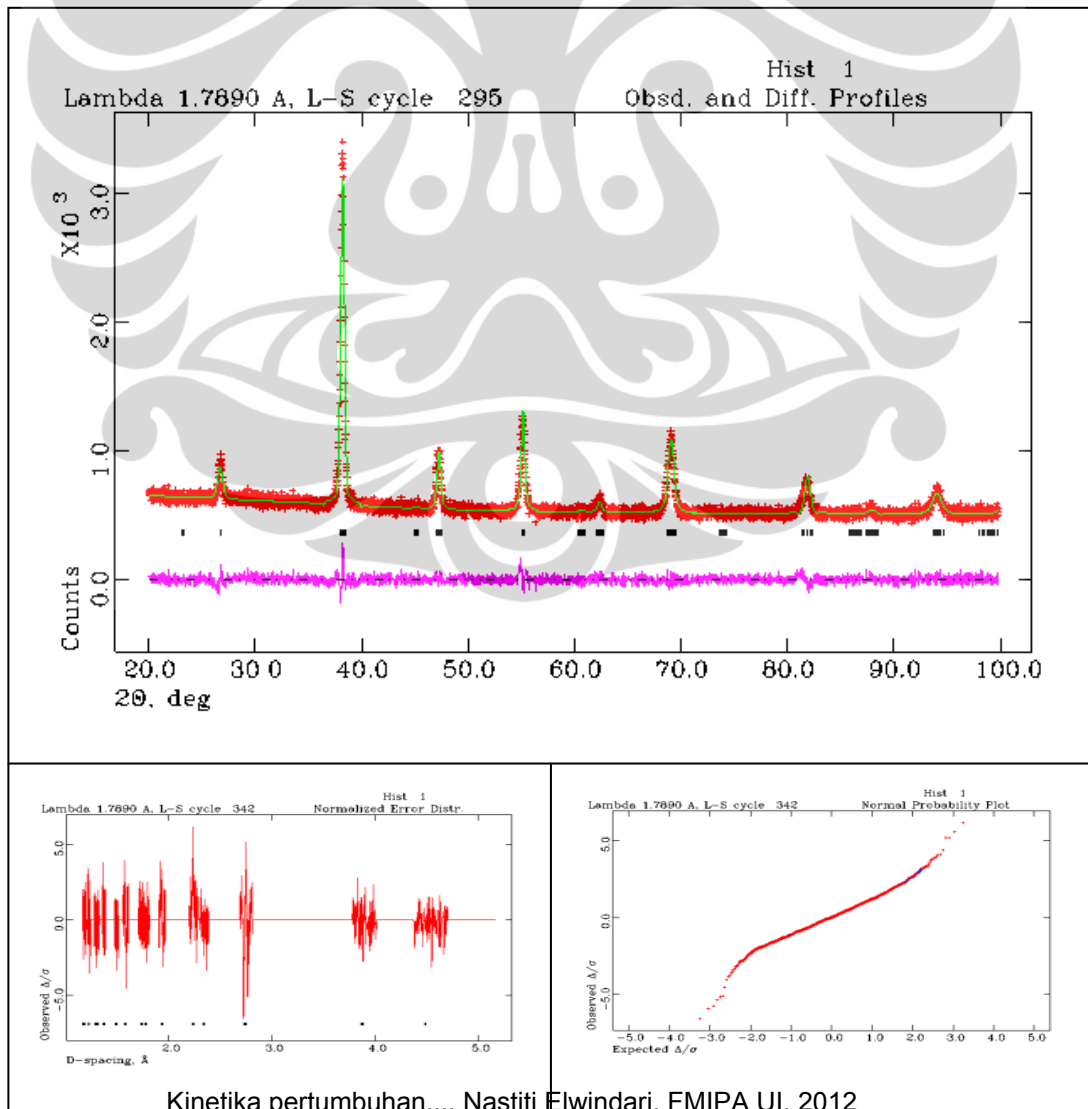 Hist 1
Lambda 1.7890 A, L-S cycle 295 Obsd. and Diff. Profiles
X10 3
3.0
2.0
1.0
0.0
Counts
20.0 30.0 40.0 50.0 60.0 70.0 80.0 90.0 100.0
2Θ, deg
Hist 1
Lambda 1.7890 A, L-S cycle 342 Normalized Error Distr.
5.0
0.0
-5.0
Observed Δ/σ
2.0 3.0 4.0 5.0
D-spacing, Å
Hist 1
Lambda 1.7890 A, L-S cycle 342 Normal Probability Plot
5.0
0.0
-5.0
Observed Δ/σ
-5.0 -4.0 -3.0 -2.0 -1.0 0.0 1.0 2.0 3.0 4.0 5.0
Expected Δ/σ
Kinetika pertumbuhan..., Nastiti Elwindari, FMIPA UI, 2012